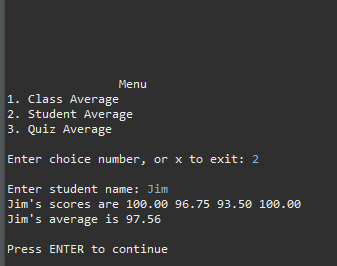 Menu
1. Class Average
2. Student Average
3. Quiz Average
Enter choice number, or x to exit: 2
Enter student name: Jim
Jim's scores are 100.00 96.75 93.50 100.00
Jim's average is 97.56
Press ENTER to continue